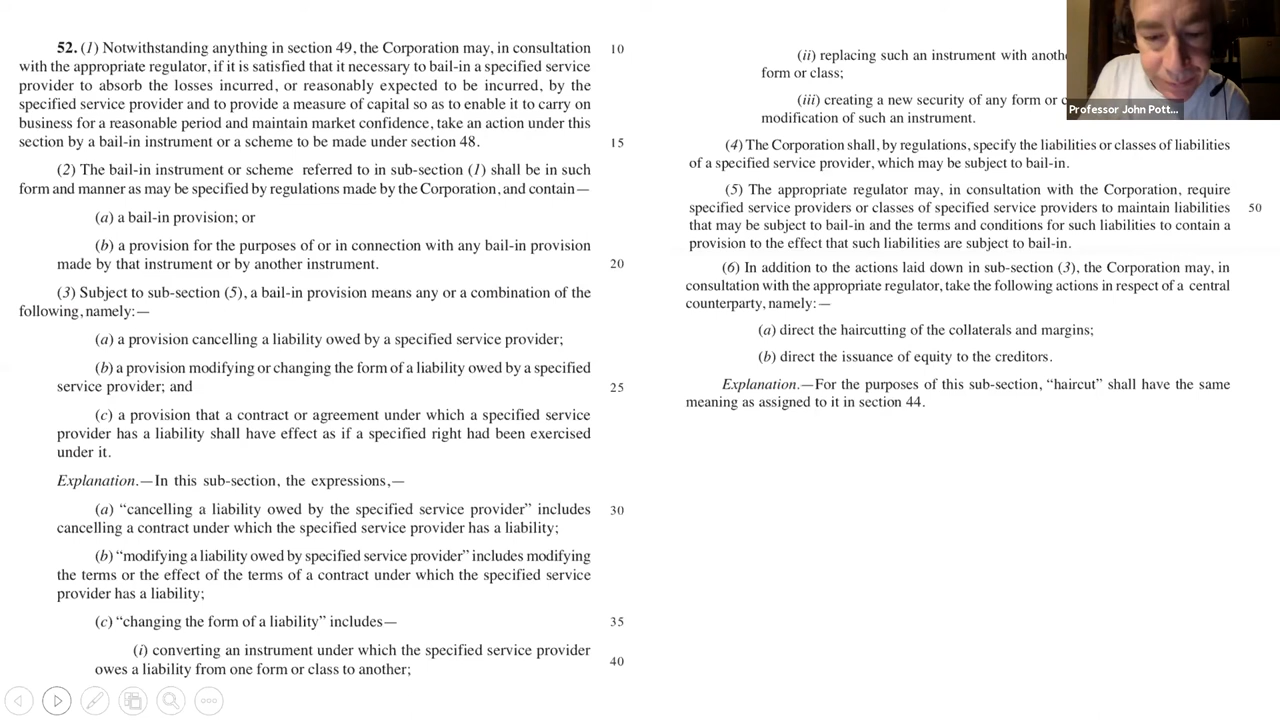 52. (1) Notwithstanding anything in section 49, the Corporation may, in consultation 10
with the appropriate regulator, if it is satisfied that it necessary to bail-in a specified service
provider to absorb the losses incurred, or reasonably expected to be incurred, by the
specified service provider and to provide a measure of capital so as to enable it to carry on
business for a reasonable period and maintain market confidence, take an action under this
section by a bail-in instrument or a scheme to be made under section 48. 15
(2) The bail-in instrument or scheme referred to in sub-section (1) shall be in such
form and manner as may be specified by regulations made by the Corporation, and contain—
(a) a bail-in provision; or
(b) a provision for the purposes of or in connection with any bail-in provision
made by that instrument or by another instrument. 20
(3) Subject to sub-section (5), a bail-in provision means any or a combination of the
following, namely:—
(a) a provision cancelling a liability owed by a specified service provider;
(b) a provision modifying or changing the form of a liability owed by a specified
service provider; and 25
(c) a provision that a contract or agreement under which a specified service
provider has a liability shall have effect as if a specified right had been exercised
under it.
Explanation.—In this sub-section, the expressions,—
(a) “cancelling a liability owed by the specified service provider” includes 30
cancelling a contract under which the specified service provider has a liability;
(b) “modifying a liability owed by specified service provider” includes modifying
the terms or the effect of the terms of a contract under which the specified service
provider has a liability;
(c) “changing the form of a liability” includes— 35
(i) converting an instrument under which the specified service provider
owes a liability from one form or class to another; 40
(ii) replacing such an instrument with
form or class;
(iii) creating a new security of any form or
modification of such an instrument.
(4) The Corporation shall, by regulations, specify the liabilities or classes of liabilities
of a specified service provider, which may be subject to bail-in.
(5) The appropriate regulator may, in consultation with the Corporation, require
specified service providers or classes of specified service providers to maintain liabilities 50
that may be subject to bail-in and the terms and conditions for such liabilities to contain a
provision to the effect that such liabilities are subject to bail-in.
(6) In addition to the actions laid down in sub-section (3), the Corporation may, in
consultation with the appropriate regulator, take the following actions in respect of a central
counterparty, namely:—
(a) direct the haircutting of the collaterals and margins;
(b) direct the issuance of equity to the creditors.
Explanation.—For the purposes of this sub-section, “haircut” shall have the same
meaning as assigned to it in section 44.
Professor John Pott...